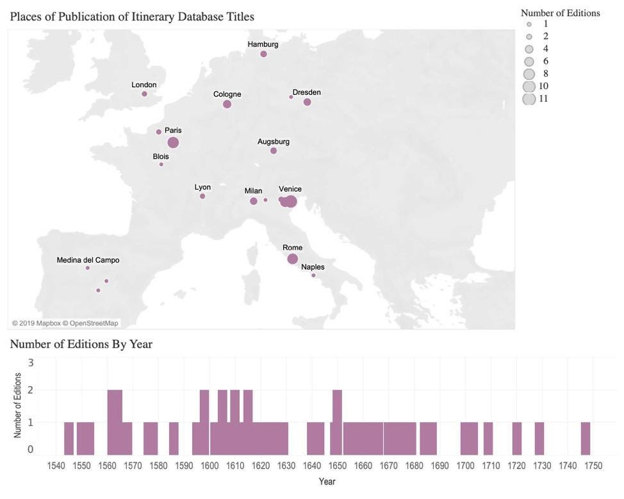 Places of Publication of Itinerary Database Titles
Number of Editions
1
2
4
6
8
10
11
Hamburg
London
Cologne
Dresden
Paris
Augsburg
Blois
Lyon
Milan
Venice
Rome
Medina del Campo
Naples
© 2019 Mapbox © OpenStreetMap
Number of Editions By Year
3
2
1
0
Number of Editions
1540 1550 1560 1570 1580 1590 1600 1610 1620 1630 1640 1650 1660 1670 1680 1690 1700 1710 1720 1730 1740 1750
Year